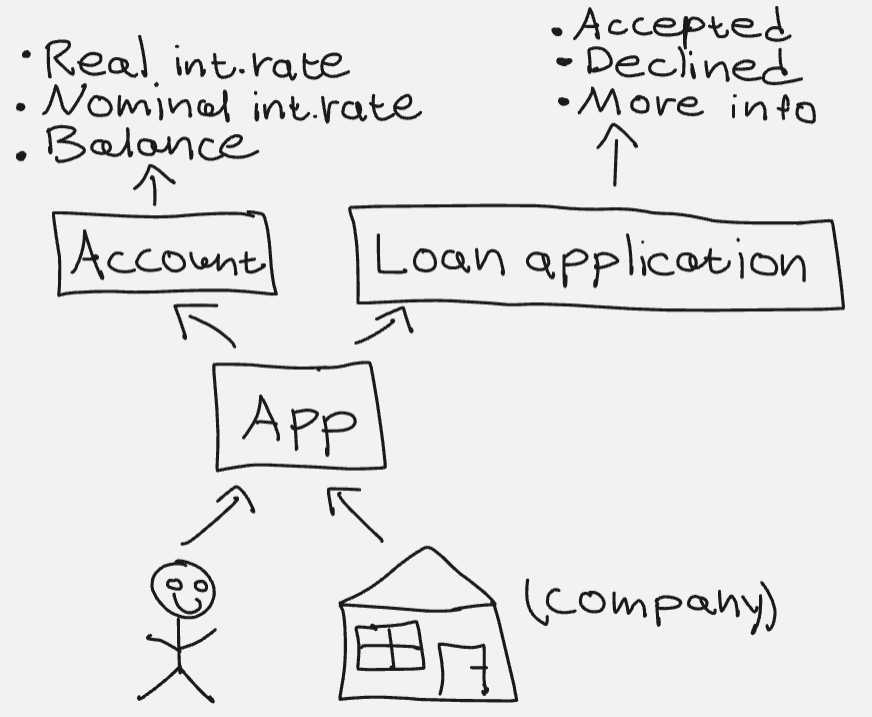 • Real int.rate
• Nominal int.rate
• Balance
• Accepted
• Declined
• More info
Account
Loan application
App
(company)